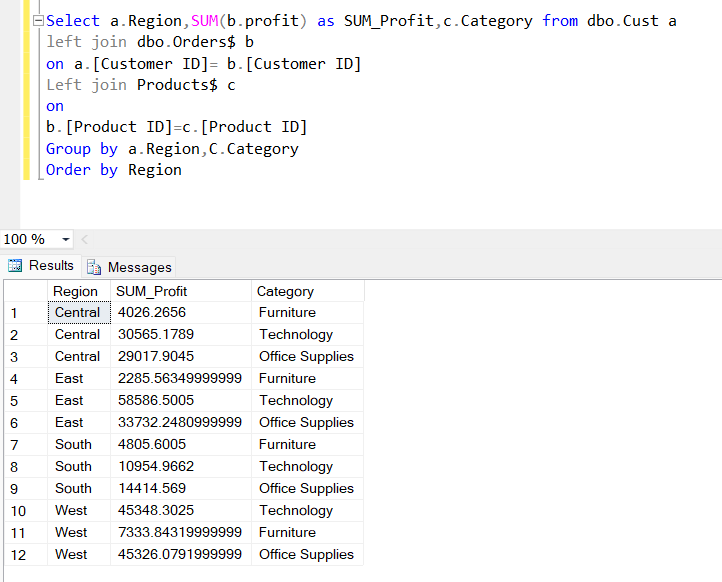 Select a.Region,SUM(b.profit) as SUM_Profit,c.Category from dbo.Cust a
left join dbo.Orders$ b
on a.[Customer ID]= b.[Customer ID]
Left join Products$ c
on
b.[Product ID]=c.[Product ID]
Group by a.Region,C.Category
Order by Region
100 %
Results Messages
Region SUM_Profit Category
1 Central 4026.2656 Furniture
2 Central 30565.1789 Technology
3 Central 29017.9045 Office Supplies
4 East 2285.56349999999 Furniture
5 East 58586.5005 Technology
6 East 33732.2480999999 Office Supplies
7 South 4805.6005 Furniture
8 South 10954.9662 Technology
9 South 14414.569 Office Supplies
10 West 45348.3025 Technology
11 West 7333.84319999999 Furniture
12 West 45326.0791999999 Office Supplies